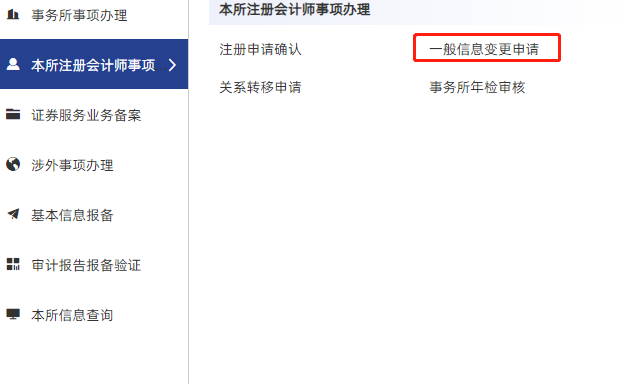 事务所事项办理
本所注册会计师事项
证券服务业务备案
涉外事项办理
基本信息报备
审计报告报备验证
本所信息查询
本所注册会计师事项办理
注册申请确认 一般信息变更申请
关系转移申请 事务所年检审核